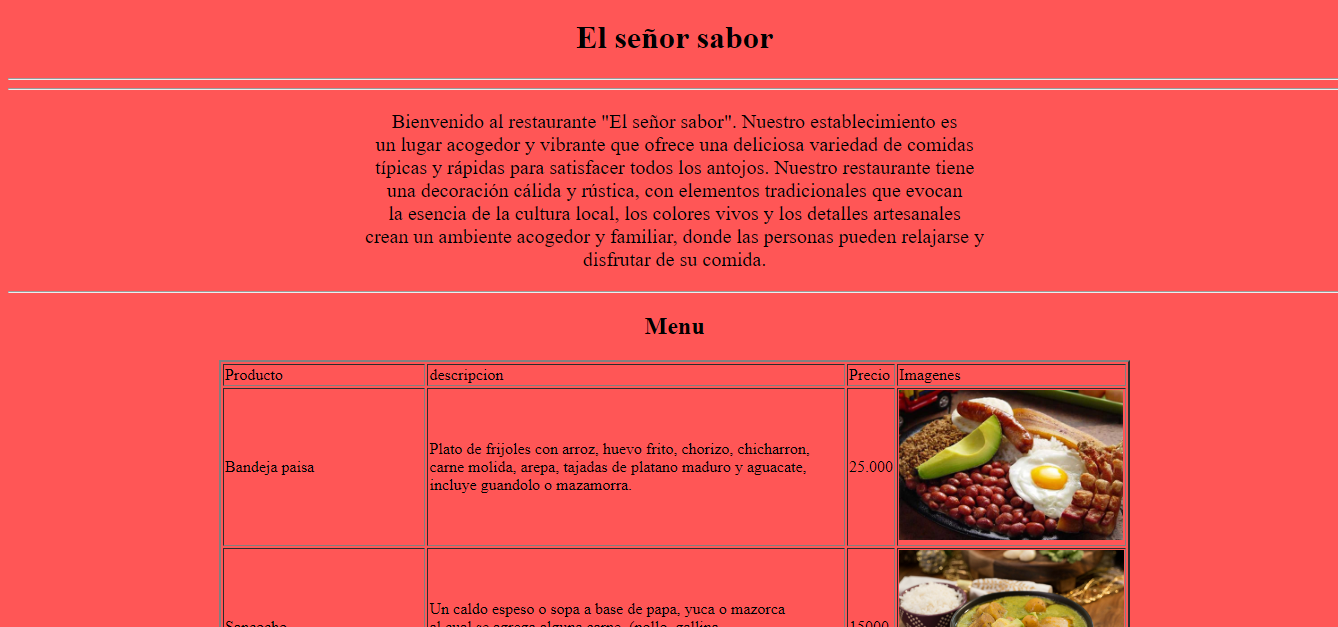 El señor sabor
Bienvenido al restaurante "El señor sabor". Nuestro establecimiento es
un lugar acogedor y vibrante que ofrece una deliciosa variedad de comidas
típicas y rápidas para satisfacer todos los antojos. Nuestro restaurante tiene
una decoración cálida y rústica, con elementos tradicionales que evocan
la esencia de la cultura local, los colores vivos y los detalles artesanales
crean un ambiente acogedor y familiar, donde las personas pueden relajarse y
disfrutar de su comida.
Menu
Producto descripcion Precio Imagenes
Plato de frijoles con arroz, huevo frito, chorizo, chicharron,
Bandeja paisa carne molida, arepa, tajadas de platano maduro y aguacate, 25.000
incluye guandolo o mazamorra.
Un caldo espeso o sopa a base de papa, yuca o mazorca
Sancocho al cual se agrega alguna carne, (pollo, gallina, 15000